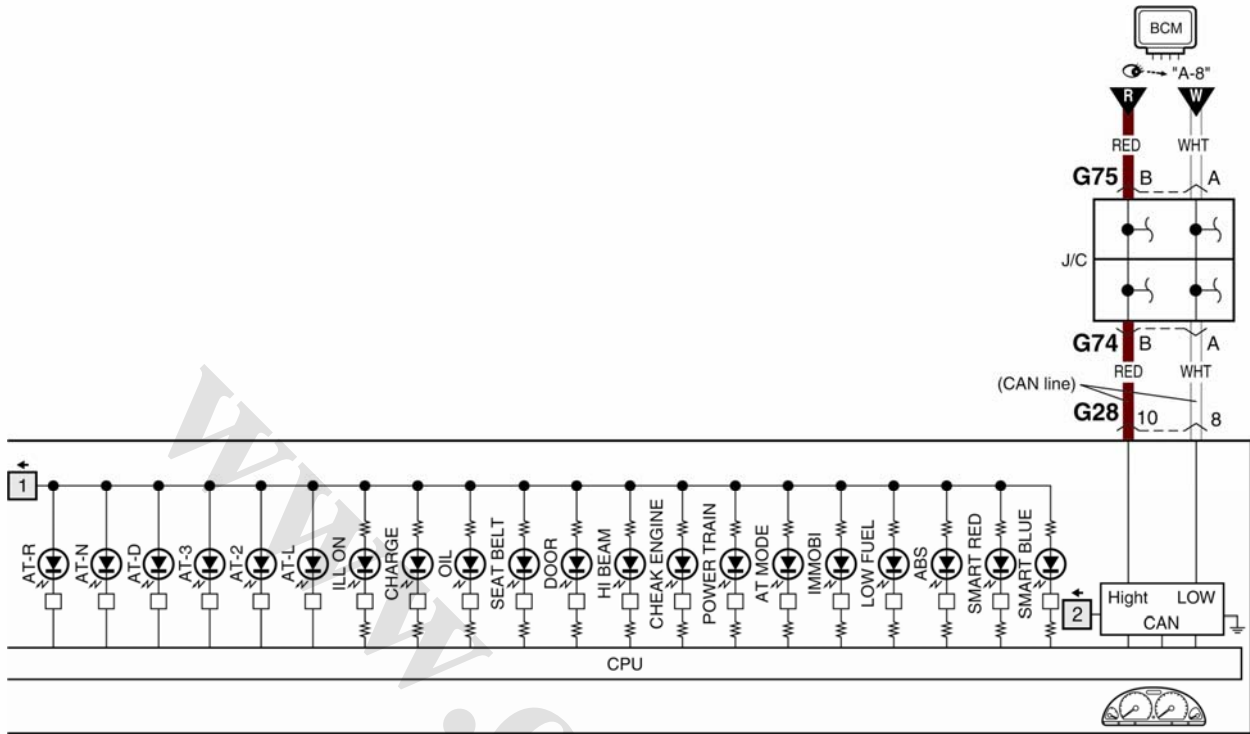 BCM
"A-8"
R W
RED WHT
G75 B A
J/C
G74 B A
RED WHT
(CAN line)
G28 10 8
1
AT-R
AT-N
AT-D
AT-3
AT-2
AT-L
ILL ON
CHARGE
OIL
SEAT BELT
DOOR
HI BEAM
CHEAK ENGINE
POWER TRAIN
AT MODE
IMMOBI
LOW FUEL
ABS
SMART RED
SMART BLUE
2
Hight LOW
CAN
CPU
www.